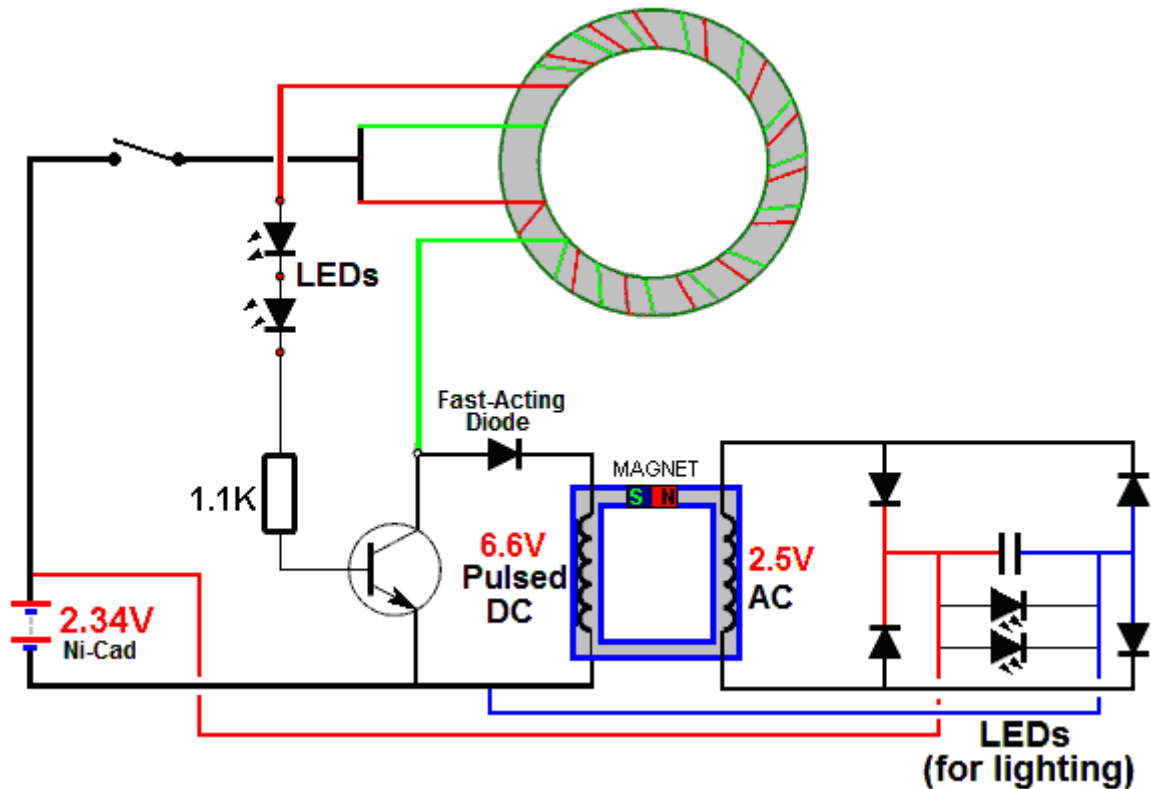 LEDs
Fast-Acting
Diode
1.1K
MAGNET
S N
6.6V
Pulsed
DC
2.5V
AC
2.34V
Ni-Cad
LEDs
(for lighting)